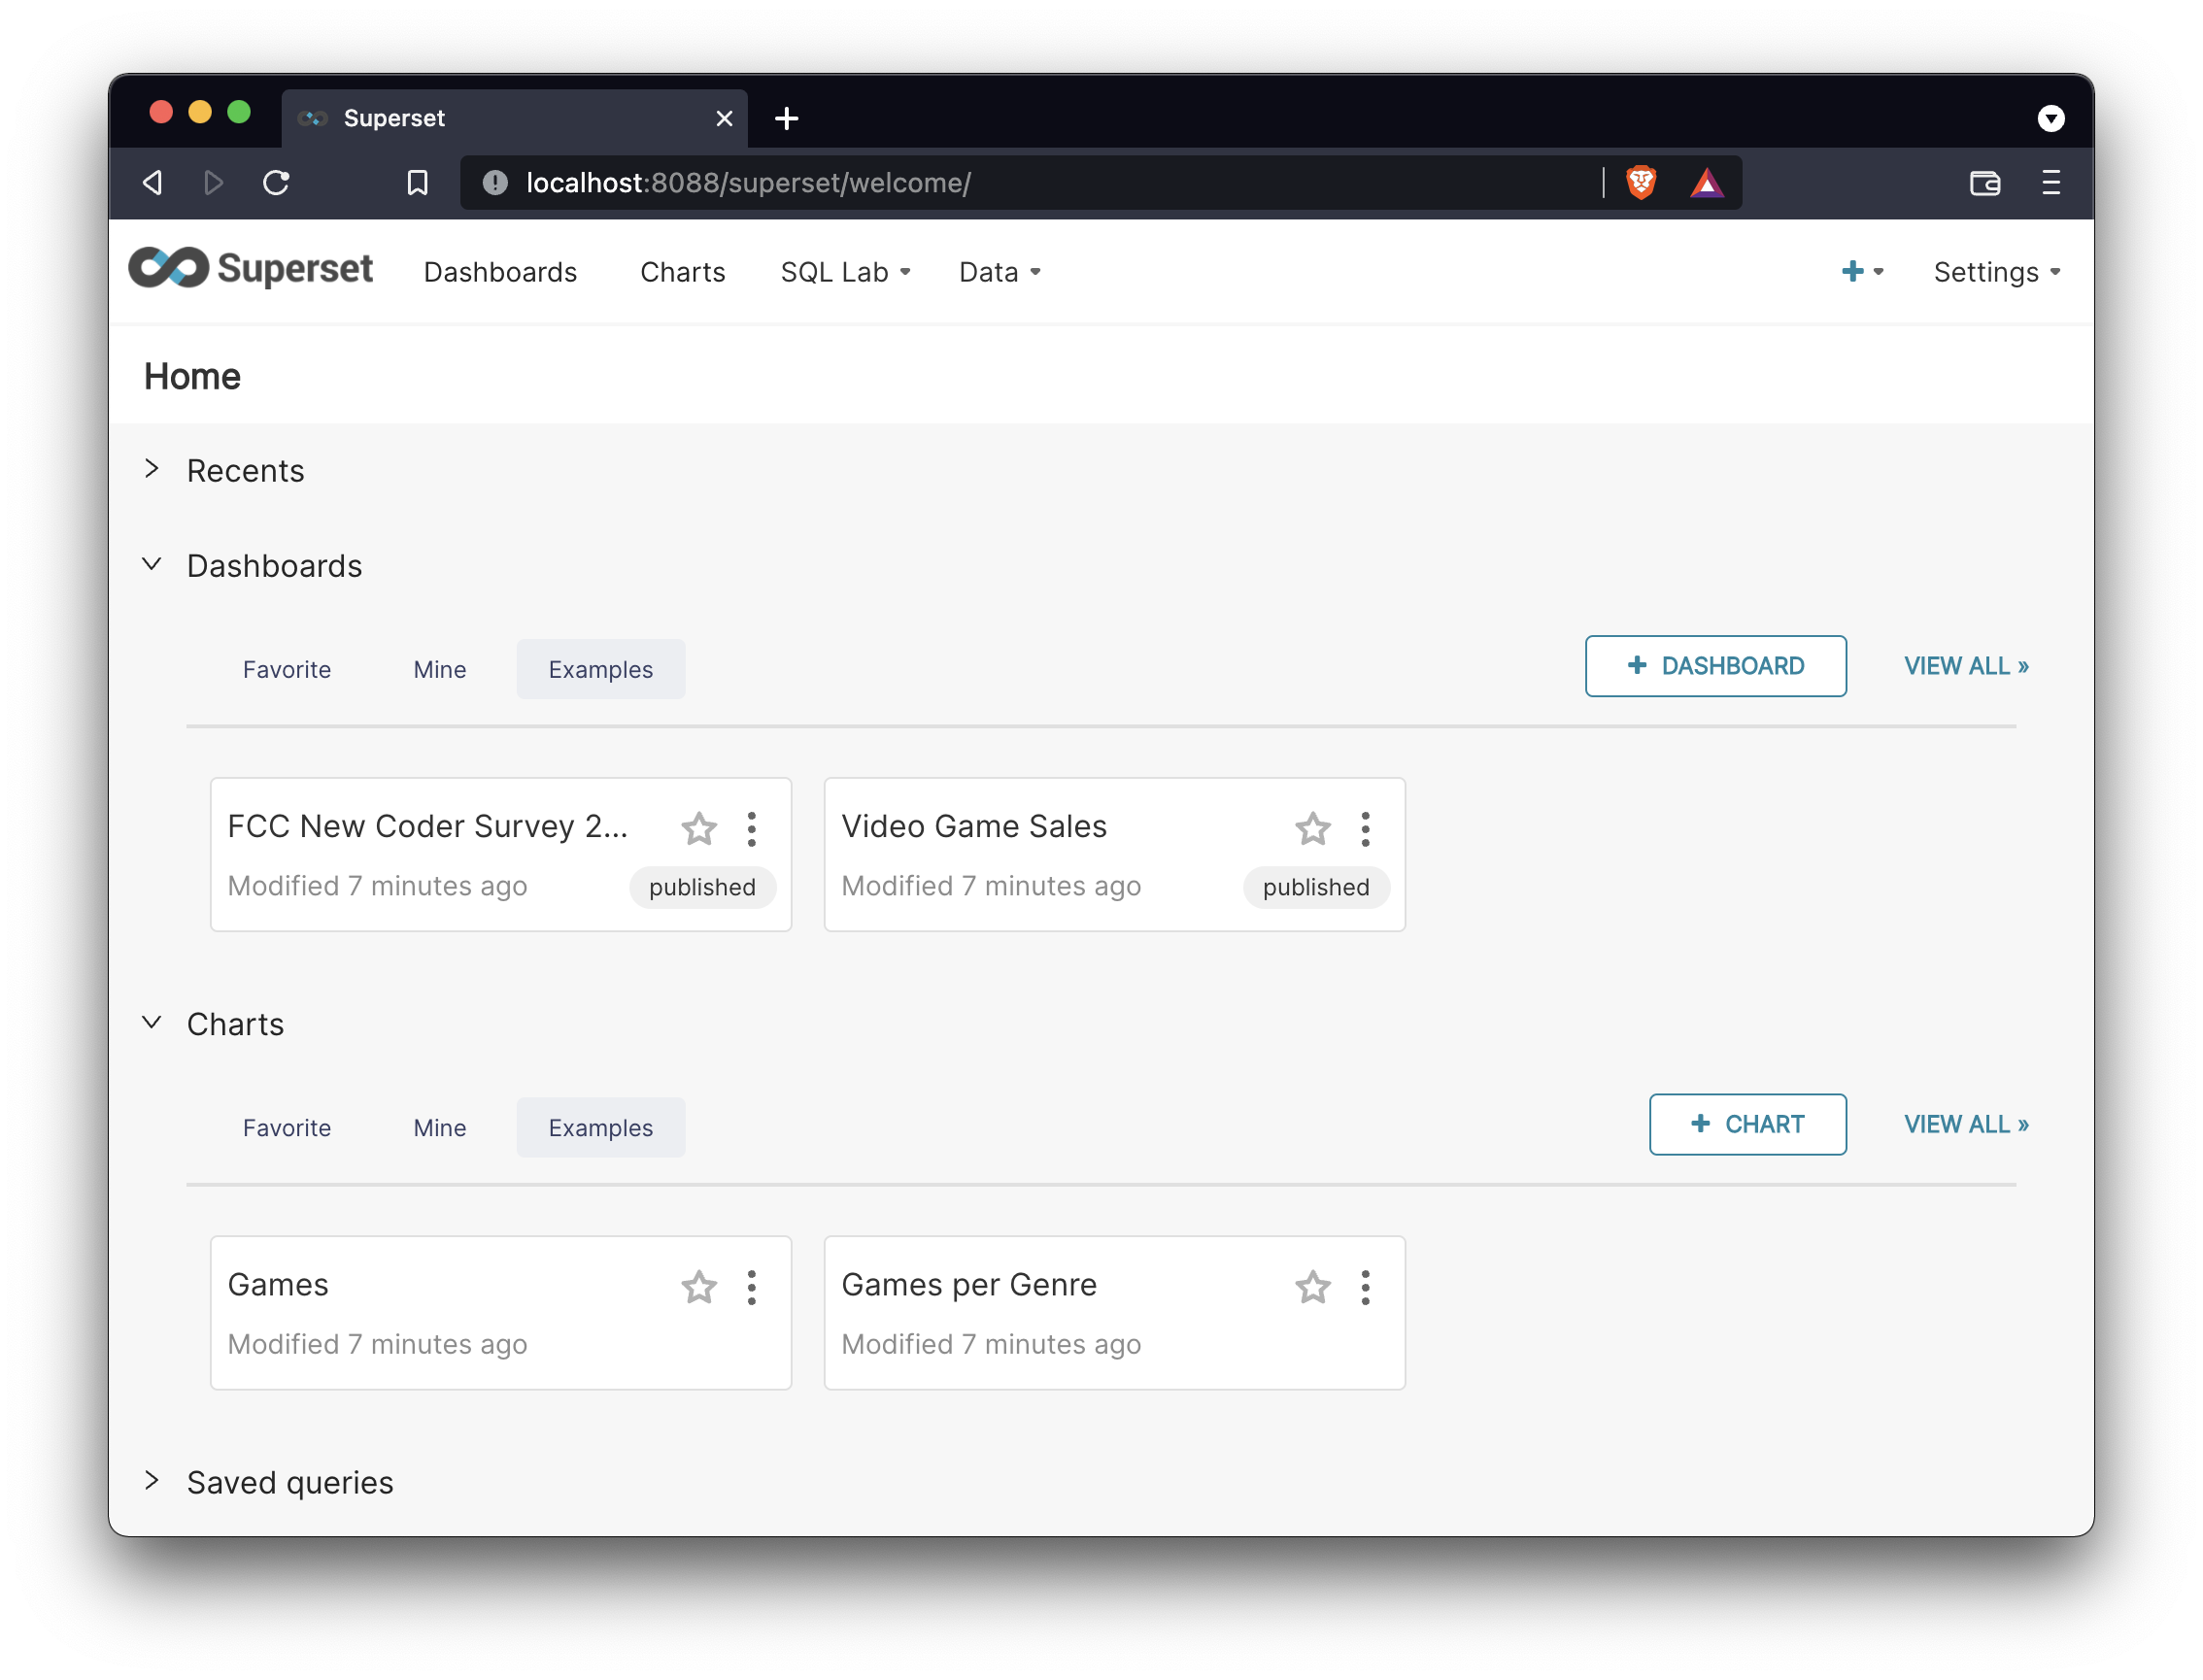 Superset
localhost:8088/superset/welcome/
Superset Dashboards Charts SQL Lab Data Settings
Home
Recents
Dashboards
Favorite Mine Examples + DASHBOARD VIEW ALL »
FCC New Coder Survey 2... Video Game Sales
Modified 7 minutes ago published Modified 7 minutes ago published
Charts
Favorite Mine Examples + CHART VIEW ALL »
Games Games per Genre
Modified 7 minutes ago Modified 7 minutes ago
Saved queries